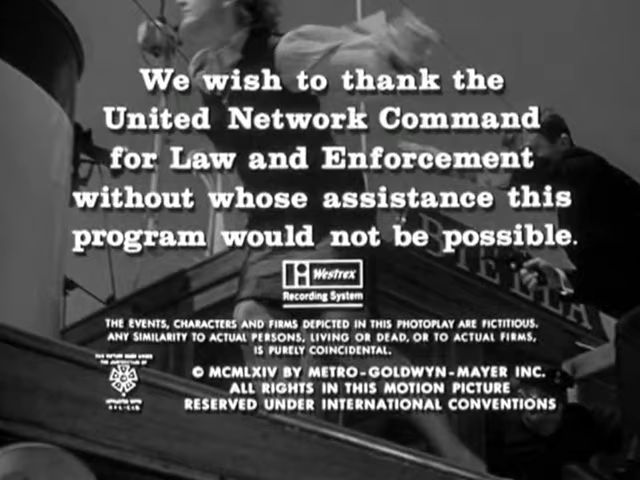 We wish to thank the
United Network Command
for Law and Enforcement
without whose assistance this
program would not be possible.
Westrex
Recording System
THE EVENTS, CHARACTERS AND FIRMS DEPICTED IN THIS PHOTOPLAY ARE FICTITIOUS.
ANY SIMILARITY TO ACTUAL PERSONS, LIVING OR DEAD, OR TO ACTUAL FIRMS,
IS PURELY COINCIDENTAL.
© MCMLXIV BY METRO-GOLDWYN-MAYER INC.
ALL RIGHTS IN THIS MOTION PICTURE
RESERVED UNDER INTERNATIONAL CONVENTIONS